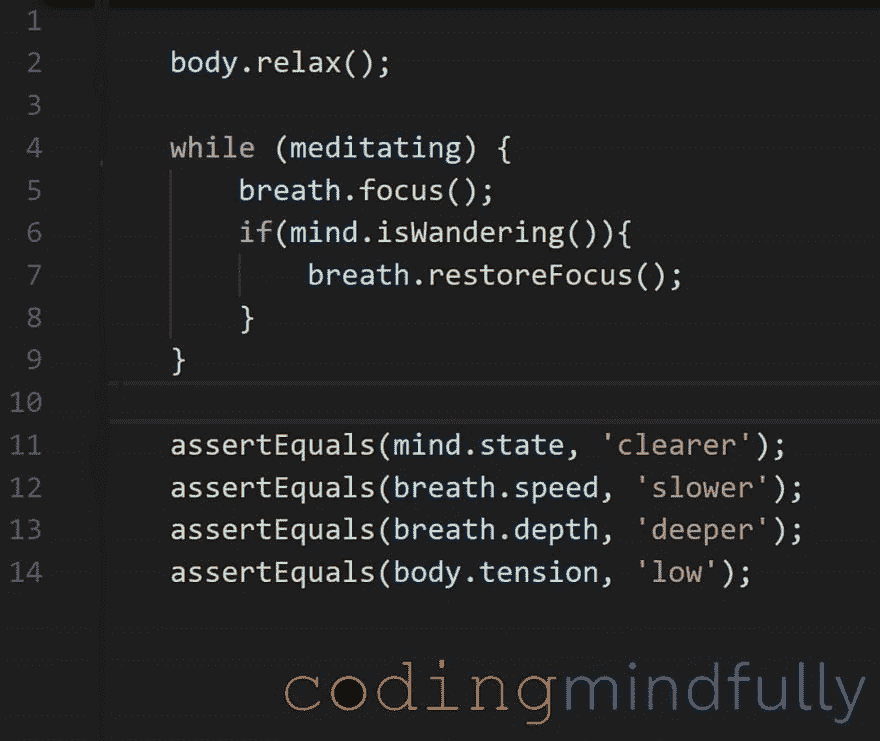 1
2 body.relax();
3
4 while (meditating) {
5 breath.focus();
6 if(mind.isWandering()){
7 breath.restoreFocus();
8 }
9 }
10
11 assertEquals(mind.state, 'clearer');
12 assertEquals(breath.speed, 'slower');
13 assertEquals(breath.depth, 'deeper');
14 assertEquals(body.tension, 'low');
codingmindfully